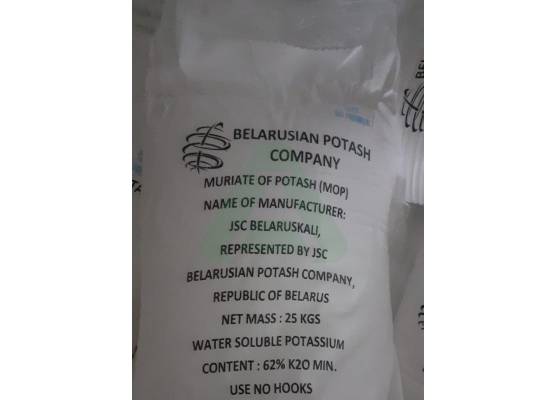 BELARUSIAN POTASH
COMPANY
MURIATE OF POTASH (MOP)
NAME OF MANUFACTURER:
JSC BELARUSKALI,
REPRESENTED BY JSC
BELARUSIAN POTASH COMPANY,
REPUBLIC OF BELARUS
NET MASS : 25 KGS
WATER SOLUBLE POTASSIUM
CONTENT : 62% K2O MIN.
USE NO HOOKS
BEL